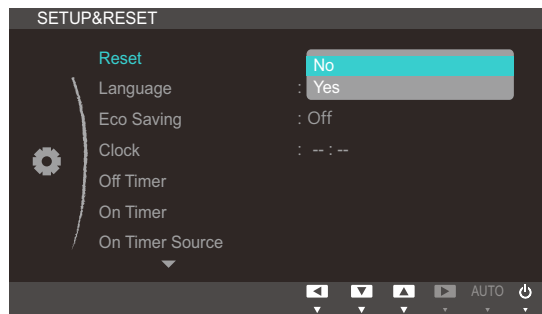 SETUP&RESET
Reset
No
Language :
Yes
Eco Saving : Off
Clock : -- : --
Off Timer
On Timer
On Timer Source
AUTO